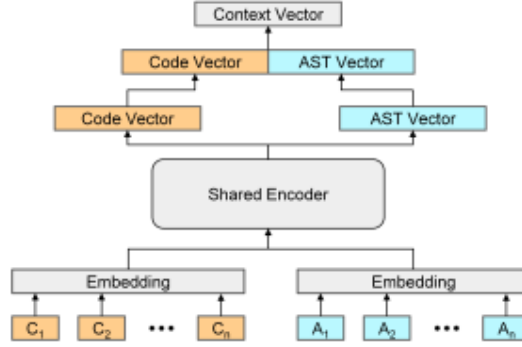 Context Vector
Code Vector AST Vector
Code Vector AST Vector
Shared Encoder
Embedding Embedding
C₁ C₂ ••• Cₙ A₁ A₂ ••• Aₙ